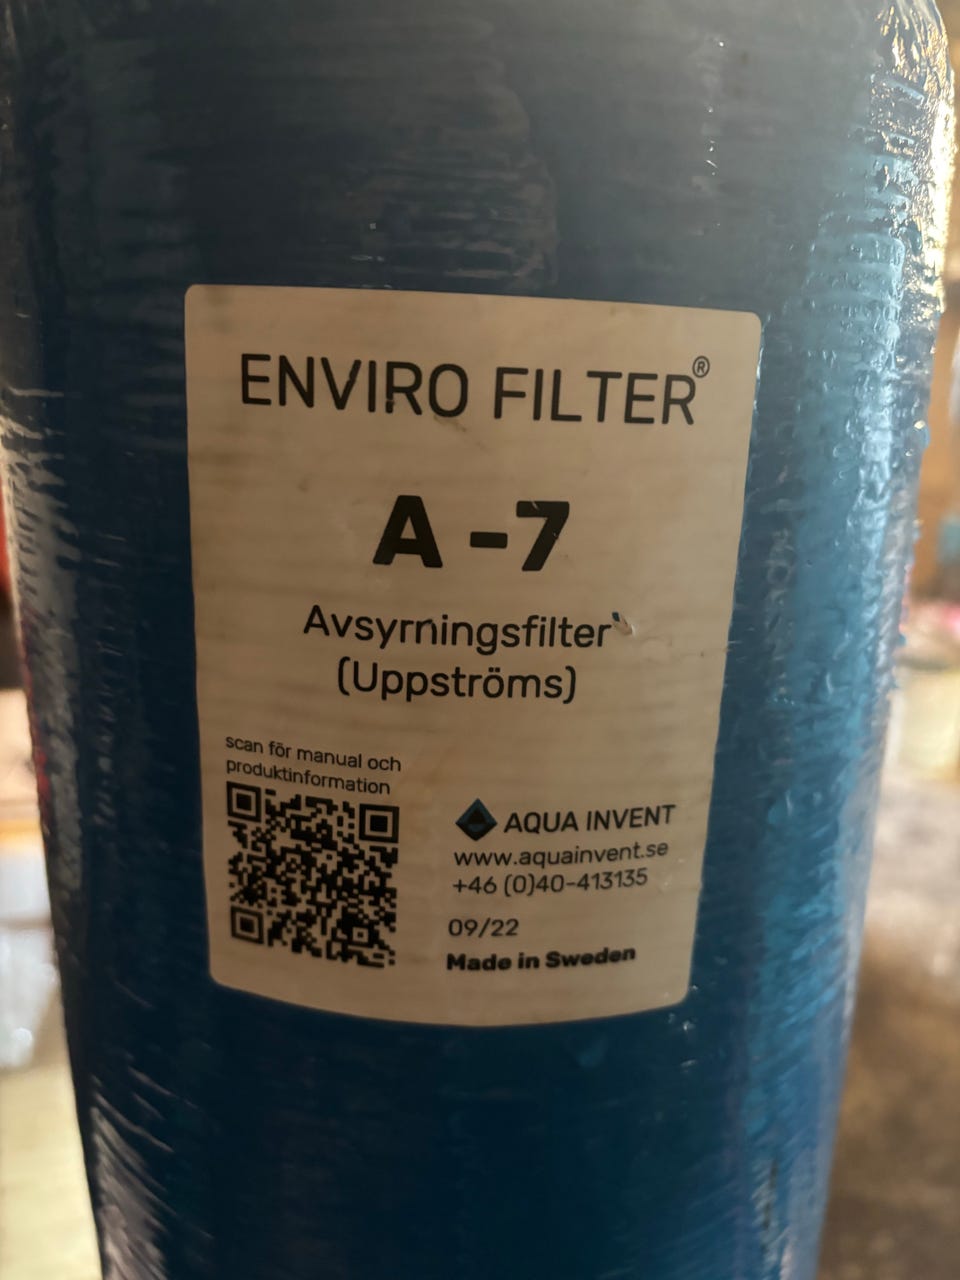 ENVIRO FILTER®
A -7
Avsyrningsfilter
(Uppströms)
scan för manual och
produktinformation
AQUA INVENT
www.aquainvent.se
+46 (0)40-413135
09/22
Made in Sweden